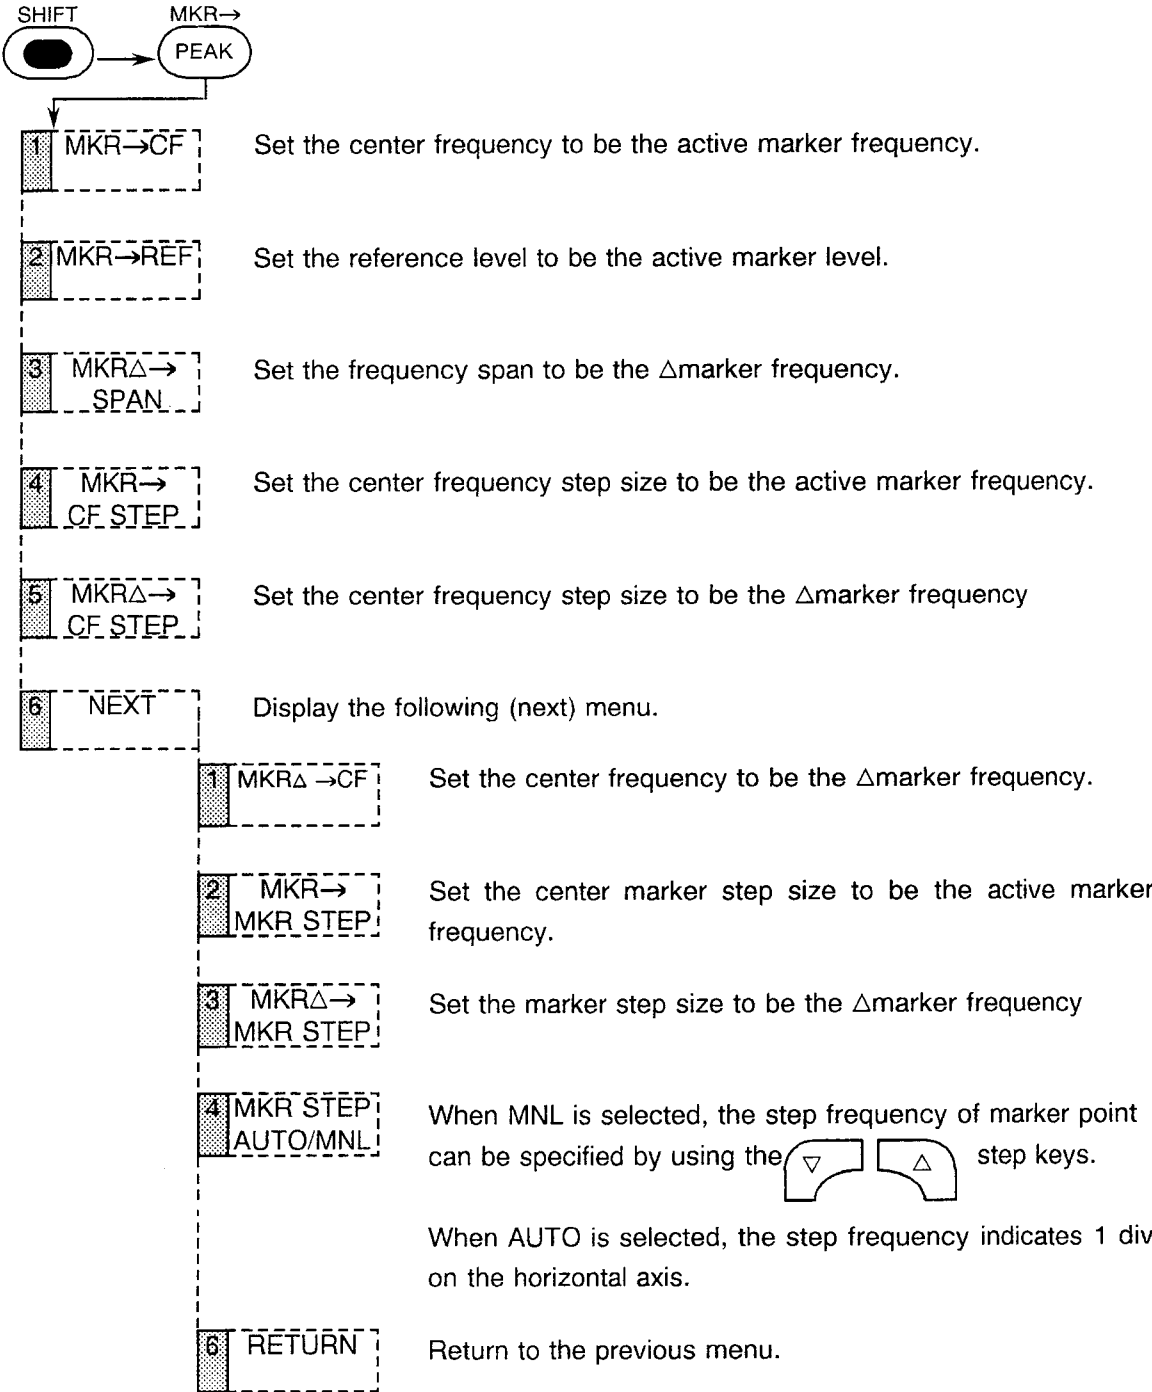 SHIFT MKR→
PEAK
1 MKR→CF Set the center frequency to be the active marker frequency.
2 MKR→REF Set the reference level to be the active marker level.
3 MKR△→ Set the frequency span to be the △marker frequency.
SPAN
4 MKR→ Set the center frequency step size to be the active marker frequency.
CF STEP
5 MKR△→ Set the center frequency step size to be the △marker frequency
CF STEP
6 NEXT Display the following (next) menu.
1 MKR△ →CF Set the center frequency to be the △marker frequency.
2 MKR→ Set the center marker step size to be the active marker
MKR STEP frequency.
3 MKR△→ Set the marker step size to be the △marker frequency
MKR STEP
4 MKR STEP When MNL is selected, the step frequency of marker point
AUTO/MNL can be specified by using the ▽ △ step keys.
When AUTO is selected, the step frequency indicates 1 div
on the horizontal axis.
6 RETURN Return to the previous menu.